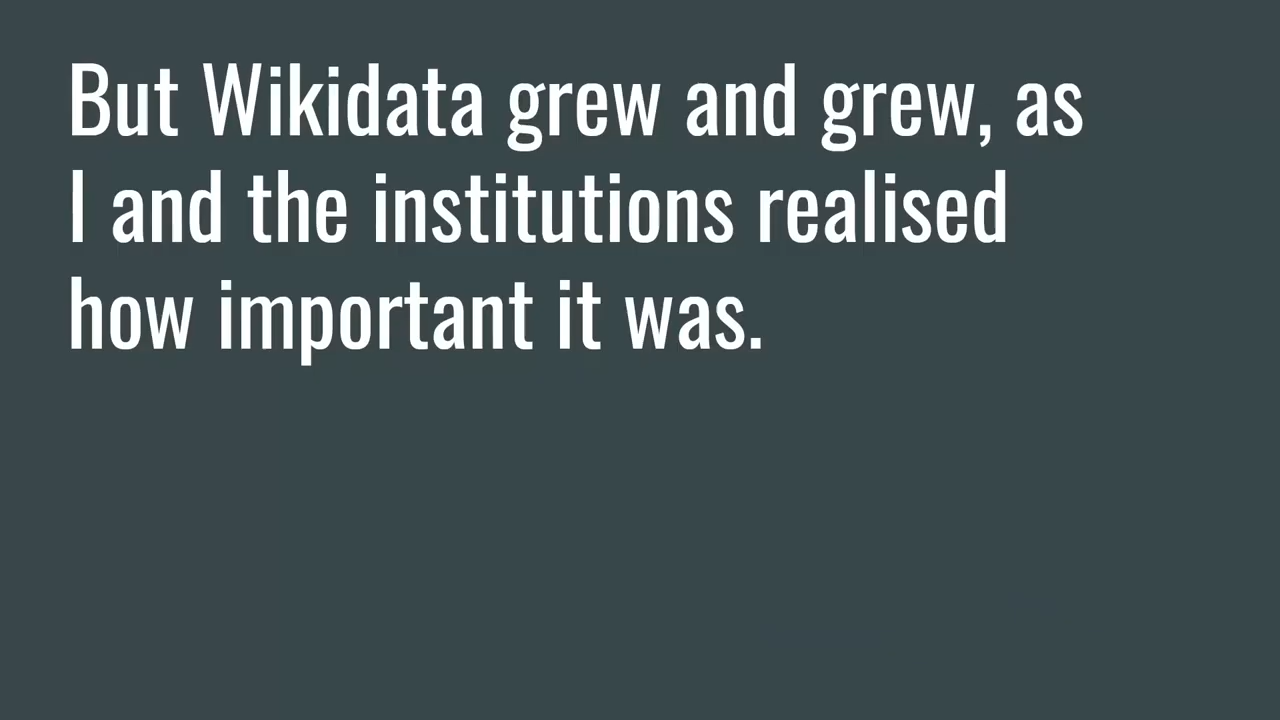 But Wikidata grew and grew, as
I and the institutions realised
how important it was.